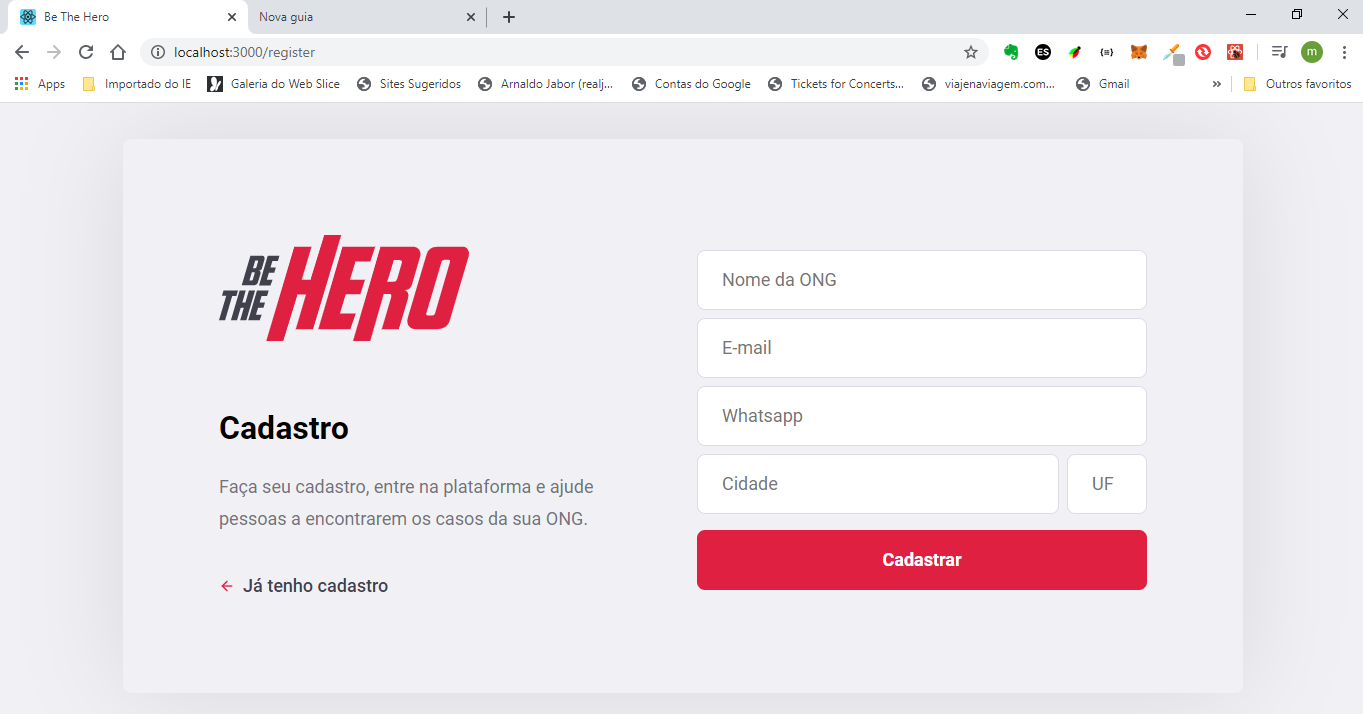 Be The Hero
Nova guia
localhost:3000/register
ES
m
Apps
Importado do IE
Galeria do Web Slice
Sites Sugeridos
Arnaldo Jabor (realj...
Contas do Google
Tickets for Concerts...
viajenaviagem.com...
Gmail
»
Outros favoritos
BE
THE
HERO
Cadastro
Faça seu cadastro, entre na plataforma e ajude
pessoas a encontrarem os casos da sua ONG.
Já tenho cadastro
Nome da ONG
E-mail
Whatsapp
Cidade
UF
Cadastrar